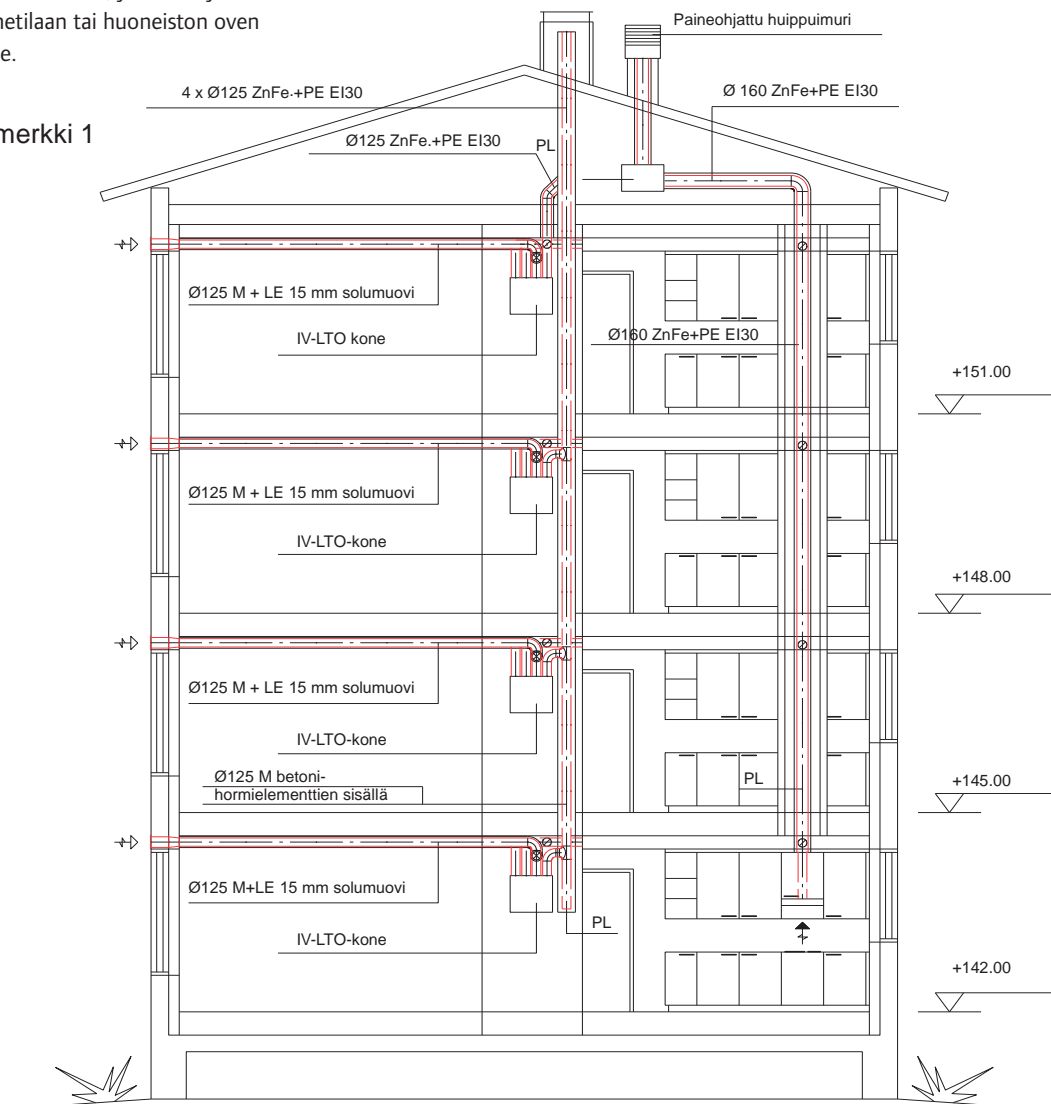 netilaan tai huoneiston oven
e.
merkki 1
Paineohjattu huippuimuri
4 x Ø125 ZnFe.+PE EI30
Ø 160 ZnFe+PE EI30
Ø125 ZnFe.+PE EI30
PL
Ø125 M + LE 15 mm solumuovi
IV-LTO kone
Ø160 ZnFe+PE EI30
+151.00
Ø125 M + LE 15 mm solumuovi
IV-LTO-kone
+148.00
Ø125 M + LE 15 mm solumuovi
IV-LTO-kone
Ø125 M betoni-
hormielementtien sisällä
PL
+145.00
Ø125 M+LE 15 mm solumuovi
PL
IV-LTO-kone
+142.00